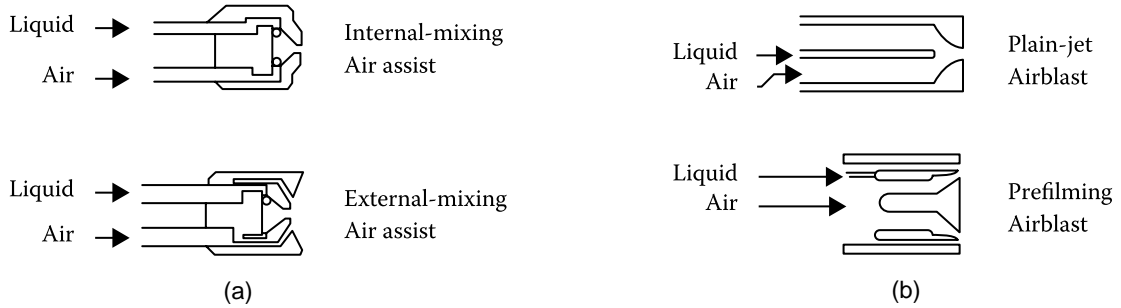 Liquid
Air
Internal-mixing
Air assist
Liquid
Air
External-mixing
Air assist
(a)
Liquid
Air
Plain-jet
Airblast
Liquid
Air
Prefilming
Airblast
(b)